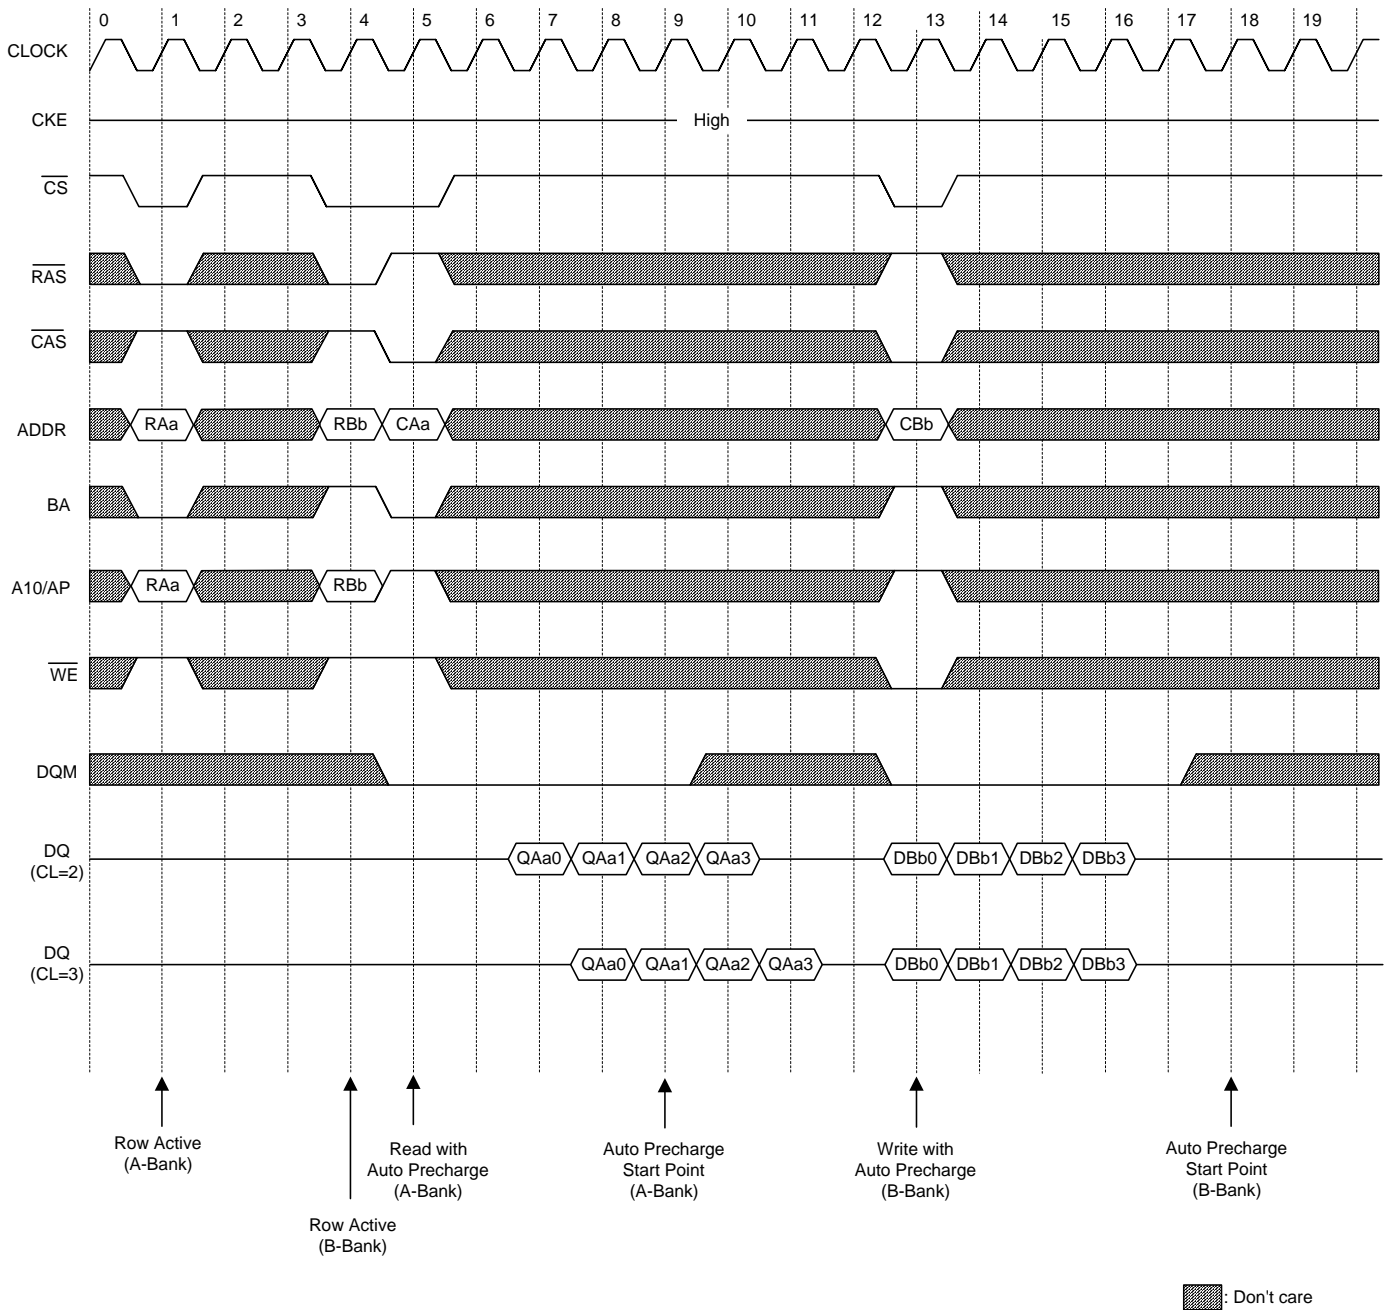 0 1 2 3 4 5 6 7 8 9 10 11 12 13 14 15 16 17 18 19
CLOCK
CKE High
CS
RAS
CAS
ADDR RAa RBb CAa CBb
BA
A10/AP RAa RBb
WE
DQM
DQ
(CL=2)
QAa0 QAa1 QAa2 QAa3 DBb0 DBb1 DBb2 DBb3
DQ
(CL=3)
QAa0 QAa1 QAa2 QAa3 DBb0 DBb1 DBb2 DBb3
Row Active
(A-Bank)
Row Active
(B-Bank)
Read with
Auto Precharge
(A-Bank)
Auto Precharge
Start Point
(A-Bank)
Write with
Auto Precharge
(B-Bank)
Auto Precharge
Start Point
(B-Bank)
: Don't care